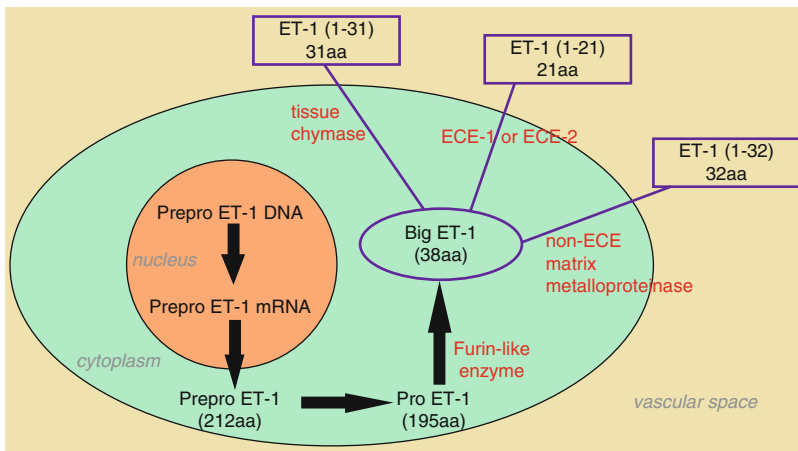 ET-1 (1-31)
31aa
ET-1 (1-21)
21aa
tissue
chymase
ECE-1 or ECE-2
ET-1 (1-32)
32aa
Prepro ET-1 DNA
Big ET-1
(38aa)
nucleus
non-ECE
matrix
metalloproteinase
Prepro ET-1 mRNA
cytoplasm
Furin-like
enzyme
Prepro ET-1
(212aa)
Pro ET-1
(195aa)
vascular space